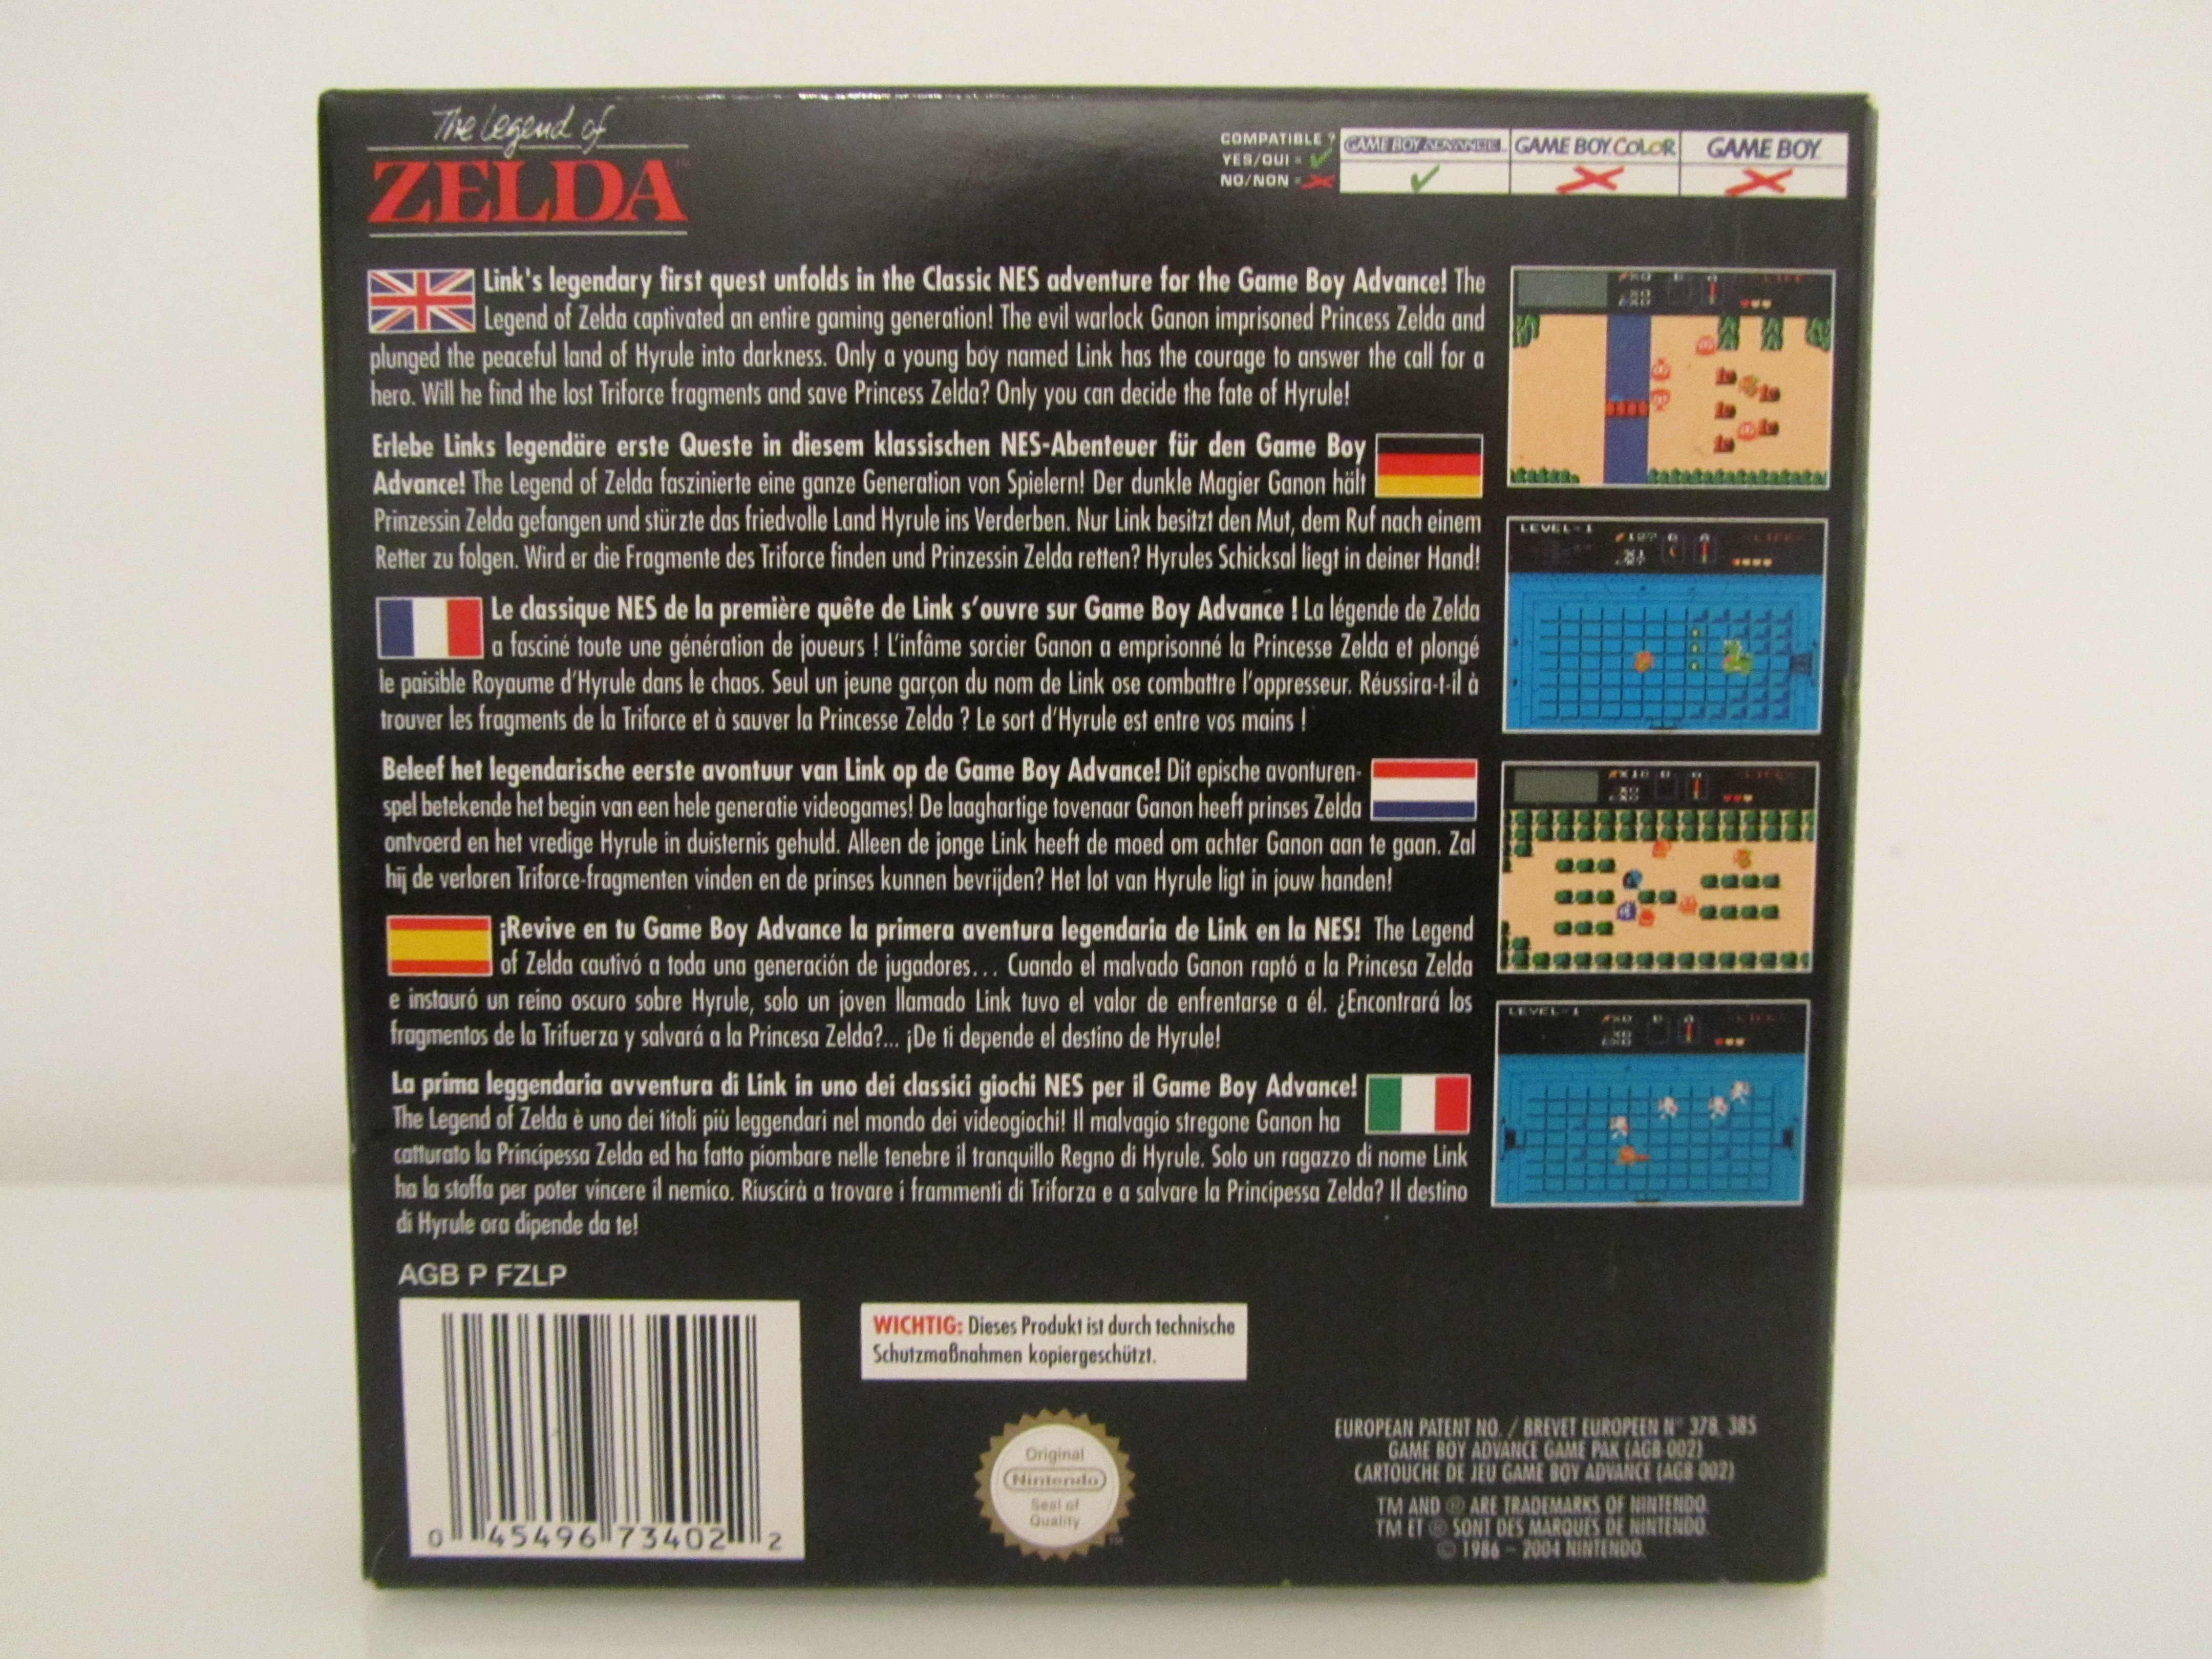 The Legend of
ZELDA™
COMPATIBLE ?
YES/OUI =
NO/NON =
GAME BOY ADVANCE
GAME BOY COLOR
GAME BOY
Link's legendary first quest unfolds in the Classic NES adventure for the Game Boy Advance! The
Legend of Zelda captivated an entire gaming generation! The evil warlock Ganon imprisoned Princess Zelda and
plunged the peaceful land of Hyrule into darkness. Only a young boy named Link has the courage to answer the call for a
hero. Will he find the lost Triforce fragments and save Princess Zelda? Only you can decide the fate of Hyrule!
Erlebe Links legendäre erste Queste in diesem klassischen NES-Abenteuer für den Game Boy
Advance! The Legend of Zelda faszinierte eine ganze Generation von Spielern! Der dunkle Magier Ganon hält
Prinzessin Zelda gefangen und stürzte das friedvolle Land Hyrule ins Verderben. Nur Link besitzt den Mut, dem Ruf nach einem
Retter zu folgen. Wird er die Fragmente des Triforce finden und Prinzessin Zelda retten? Hyrules Schicksal liegt in deiner Hand!
Le classique NES de la première quête de Link s'ouvre sur Game Boy Advance ! La légende de Zelda
a fasciné toute une génération de joueurs ! L'infâme sorcier Ganon a emprisonné la Princesse Zelda et plongé
le paisible Royaume d'Hyrule dans le chaos. Seul un jeune garçon du nom de Link ose combattre l'oppresseur. Réussira-t-il à
trouver les fragments de la Triforce et à sauver la Princesse Zelda ? Le sort d'Hyrule est entre vos mains !
Beleef het legendarische eerste avontuur van Link op de Game Boy Advance! Dit epische avonturen-
spel betekende het begin van een hele generatie videogames! De laaghartige tovenaar Ganon heeft prinses Zelda
ontvoerd en het vredige Hyrule in duisternis gehuld. Alleen de jonge Link heeft de moed om achter Ganon aan te gaan. Zal
hij de verloren Triforce-fragmenten vinden en de prinses kunnen bevrijden? Het lot van Hyrule ligt in jouw handen!
¡Revive en tu Game Boy Advance la primera aventura legendaria de Link en la NES! The Legend
of Zelda cautivó a toda una generación de jugadores... Cuando el malvado Ganon raptó a la Princesa Zelda
e instauró un reino oscuro sobre Hyrule, solo un joven llamado Link tuvo el valor de enfrentarse a él. ¿Encontrará los
fragmentos de la Trifuerza y salvará a la Princesa Zelda?... ¡De ti depende el destino de Hyrule!
La prima leggendaria avventura di Link in uno dei classici giochi NES per il Game Boy Advance!
The Legend of Zelda è uno dei titoli più leggendari nel mondo dei videogiochi! Il malvagio stregone Ganon ha
catturato la Principessa Zelda ed ha fatto piombare nelle tenebre il tranquillo Regno di Hyrule. Solo un ragazzo di nome Link
ha la stoffa per poter vincere il nemico. Riuscirà a trovare i frammenti di Triforza e a salvare la Principessa Zelda? Il destino
di Hyrule ora dipende da te!
X0 B A -LIFE-
LEVEL-1
X127 B A -LIFE-
X1
X10 B A -LIFE-
LEVEL-1
X0 B A -LIFE-
AGB P FZLP
0 45496 73402 2
WICHTIG: Dieses Produkt ist durch technische
Schutzmaßnahmen kopiergeschützt.
Original
Nintendo
Seal of
Quality
TM
EUROPEAN PATENT NO. / BREVET EUROPEEN N° 378. 385
GAME BOY ADVANCE GAME PAK (AGB-002)
CARTOUCHE DE JEU GAME BOY ADVANCE (AGB-002)
TM AND ® ARE TRADEMARKS OF NINTENDO.
TM ET ® SONT DES MARQUES DE NINTENDO.
© 1986 – 2004 NINTENDO.